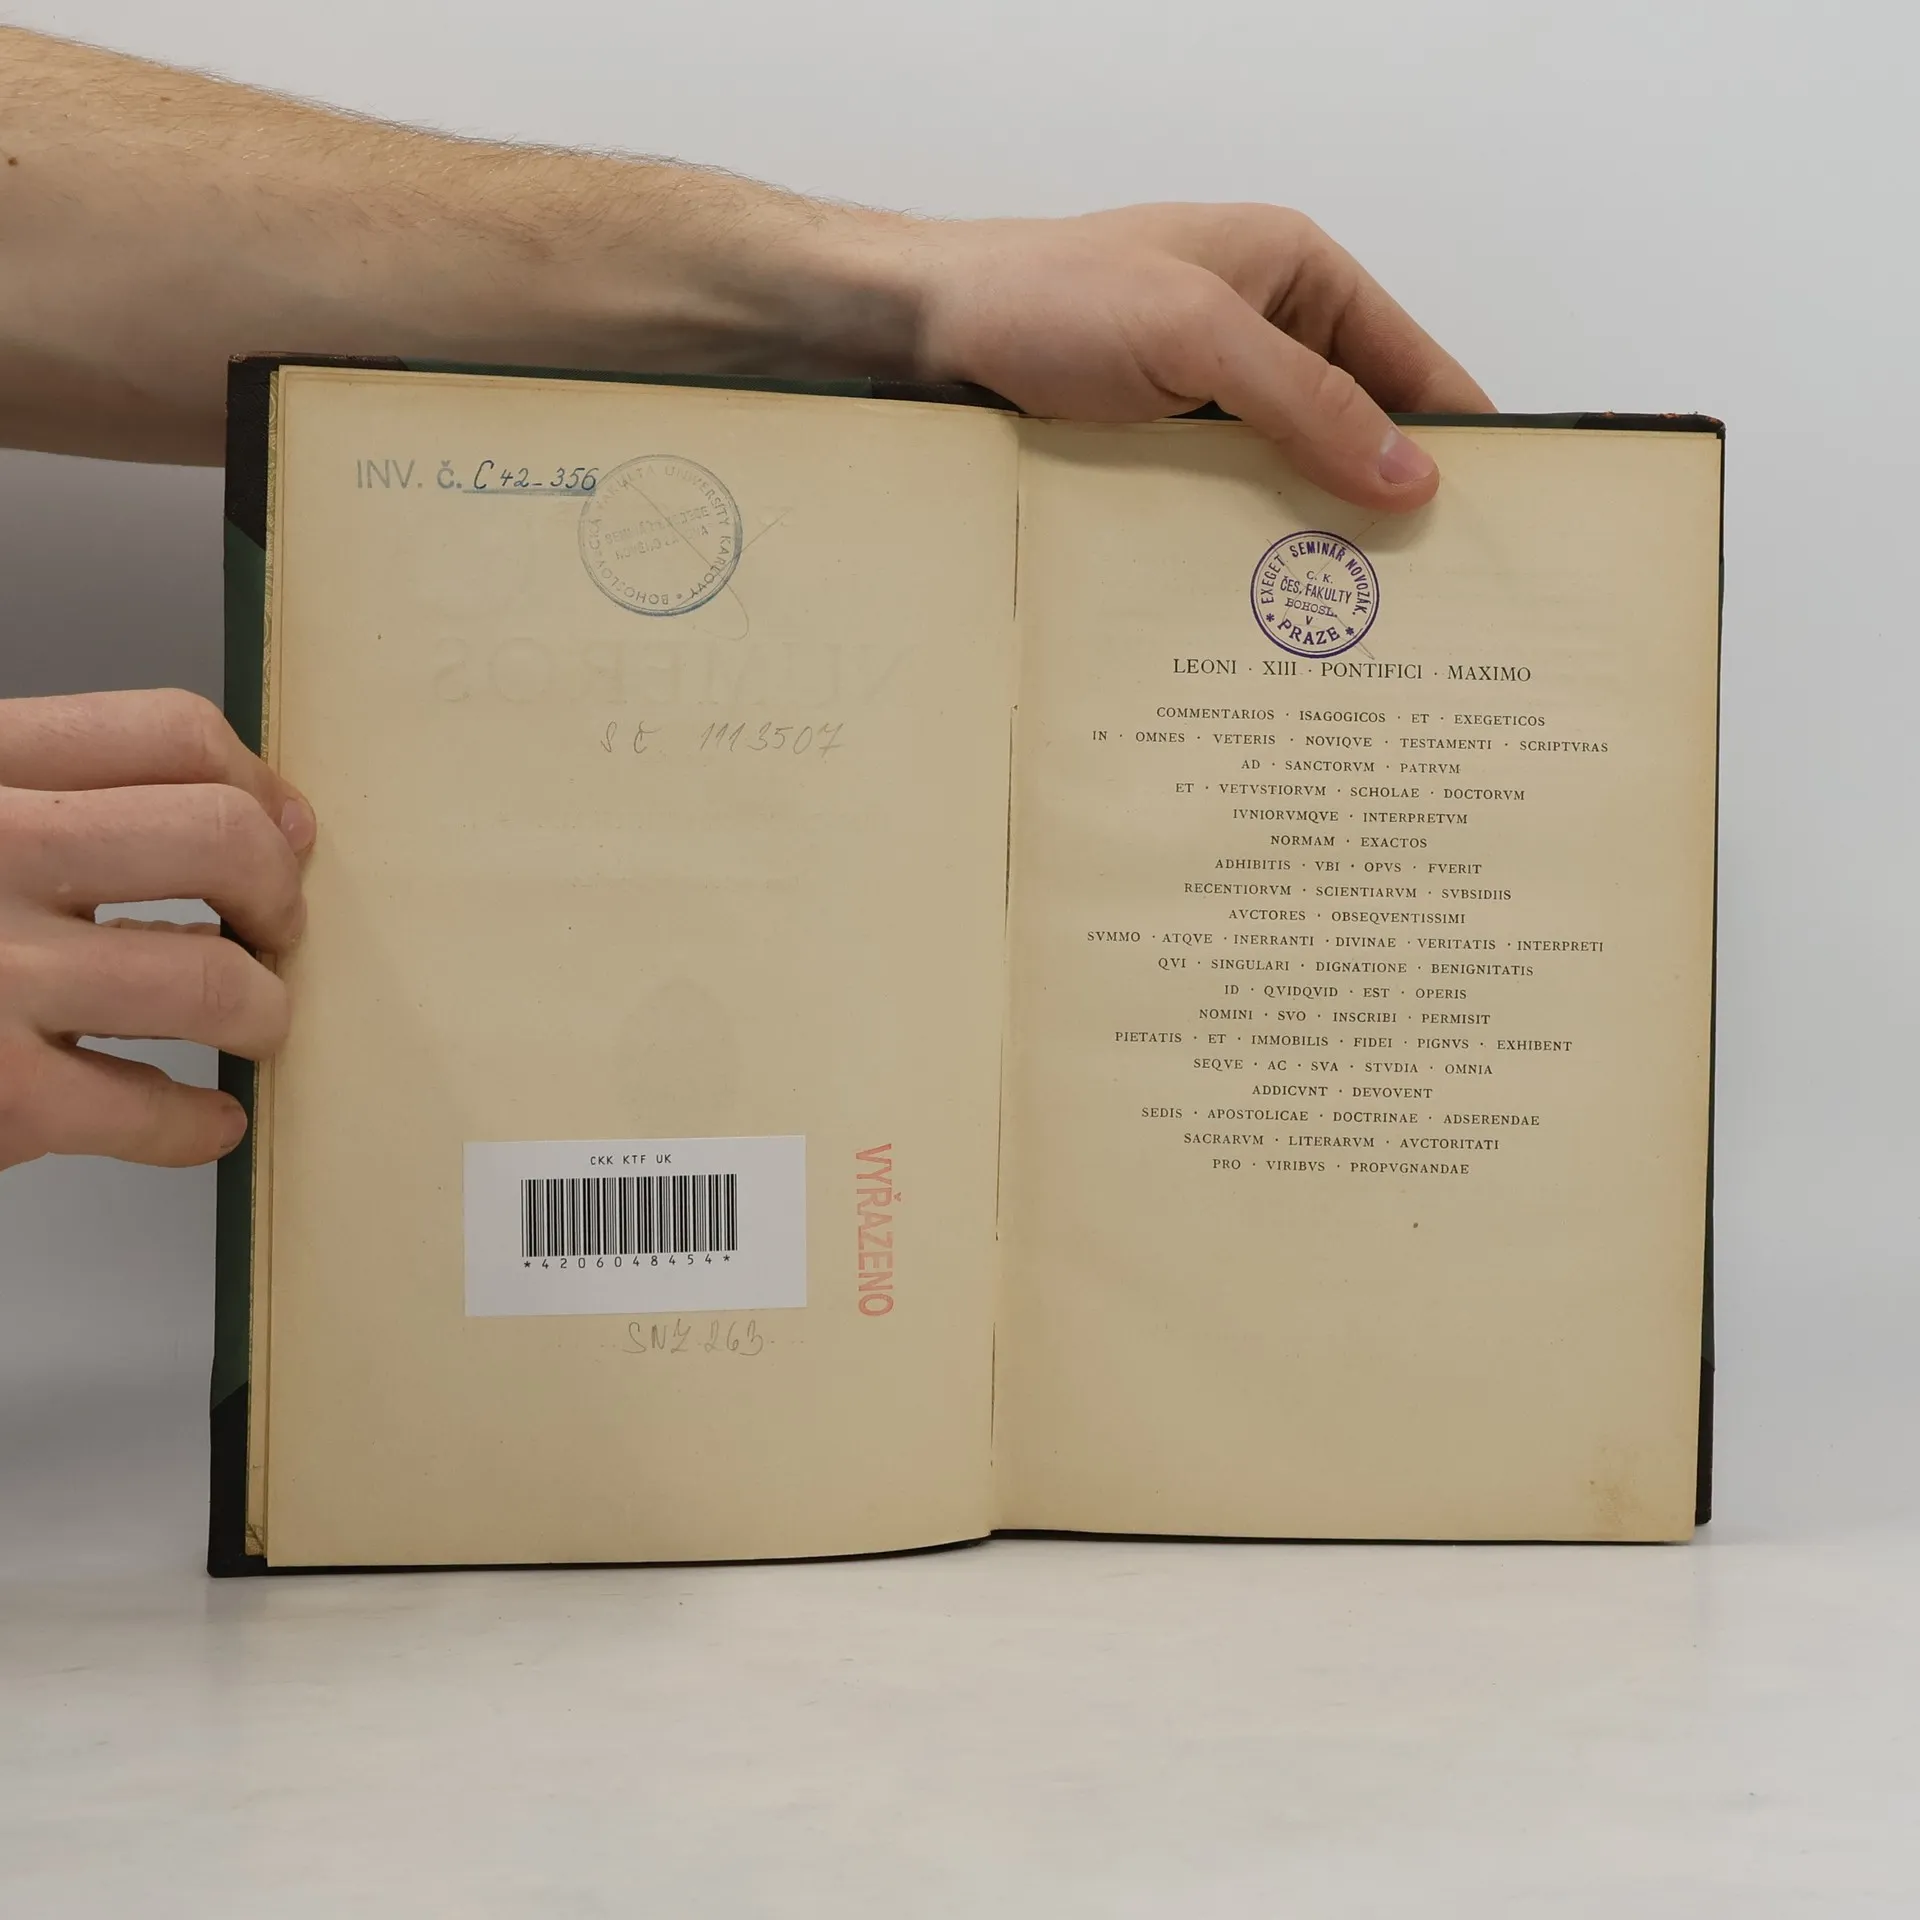 INV. Č. C 42-356
BOHOSLOVECKÁ FAKULTA UNIVERSITY KARLOVY
S Č 1113507
CKK KTF UK
*4206048454*
VYŘAZENO
SNZ 263
EXEGET SEMINÁŘ NOVOZÁK.
C. K.
ČES. FAKULTY
BOHOSL.
V
* PRAZE *
LEONI · XIII · PONTIFICI · MAXIMO
COMMENTARIOS · ISAGOGICOS · ET · EXEGETICOS
IN · OMNES · VETERIS · NOVIQVE · TESTAMENTI · SCRIPTVRAS
AD · SANCTORVM · PATRVM
ET · VETVSTIORVM · SCHOLAE · DOCTORVM
IVNIORVMQVE · INTERPRETVM
NORMAM · EXACTOS
ADHIBITIS · VBI · OPVS · FVERIT
RECENTIORVM · SCIENTIARVM · SVBSIDIIS
AVCTORES · OBSEQVENTISSIMI
SVMMO · ATQVE · INERRANTI · DIVINAE · VERITATIS · INTERPRETI
QVI · SINGULARI · DIGNATIONE · BENIGNITATIS
ID · QVIDQVID · EST · OPERIS
NOMINI · SVO · INSCRIBI · PERMISIT
PIETATIS · ET · IMMOBILIS · FIDEI · PIGNVS · EXHIBENT
SEQVE · AC · SVA · STVDIA · OMNIA
ADDICVNT · DEVOVENT
SEDIS · APOSTOLICAE · DOCTRINAE · ADSERENDAE
SACRARVM · LITERARVM · AVCTORITATI
PRO · VIRIBVS · PROPVGNANDAE